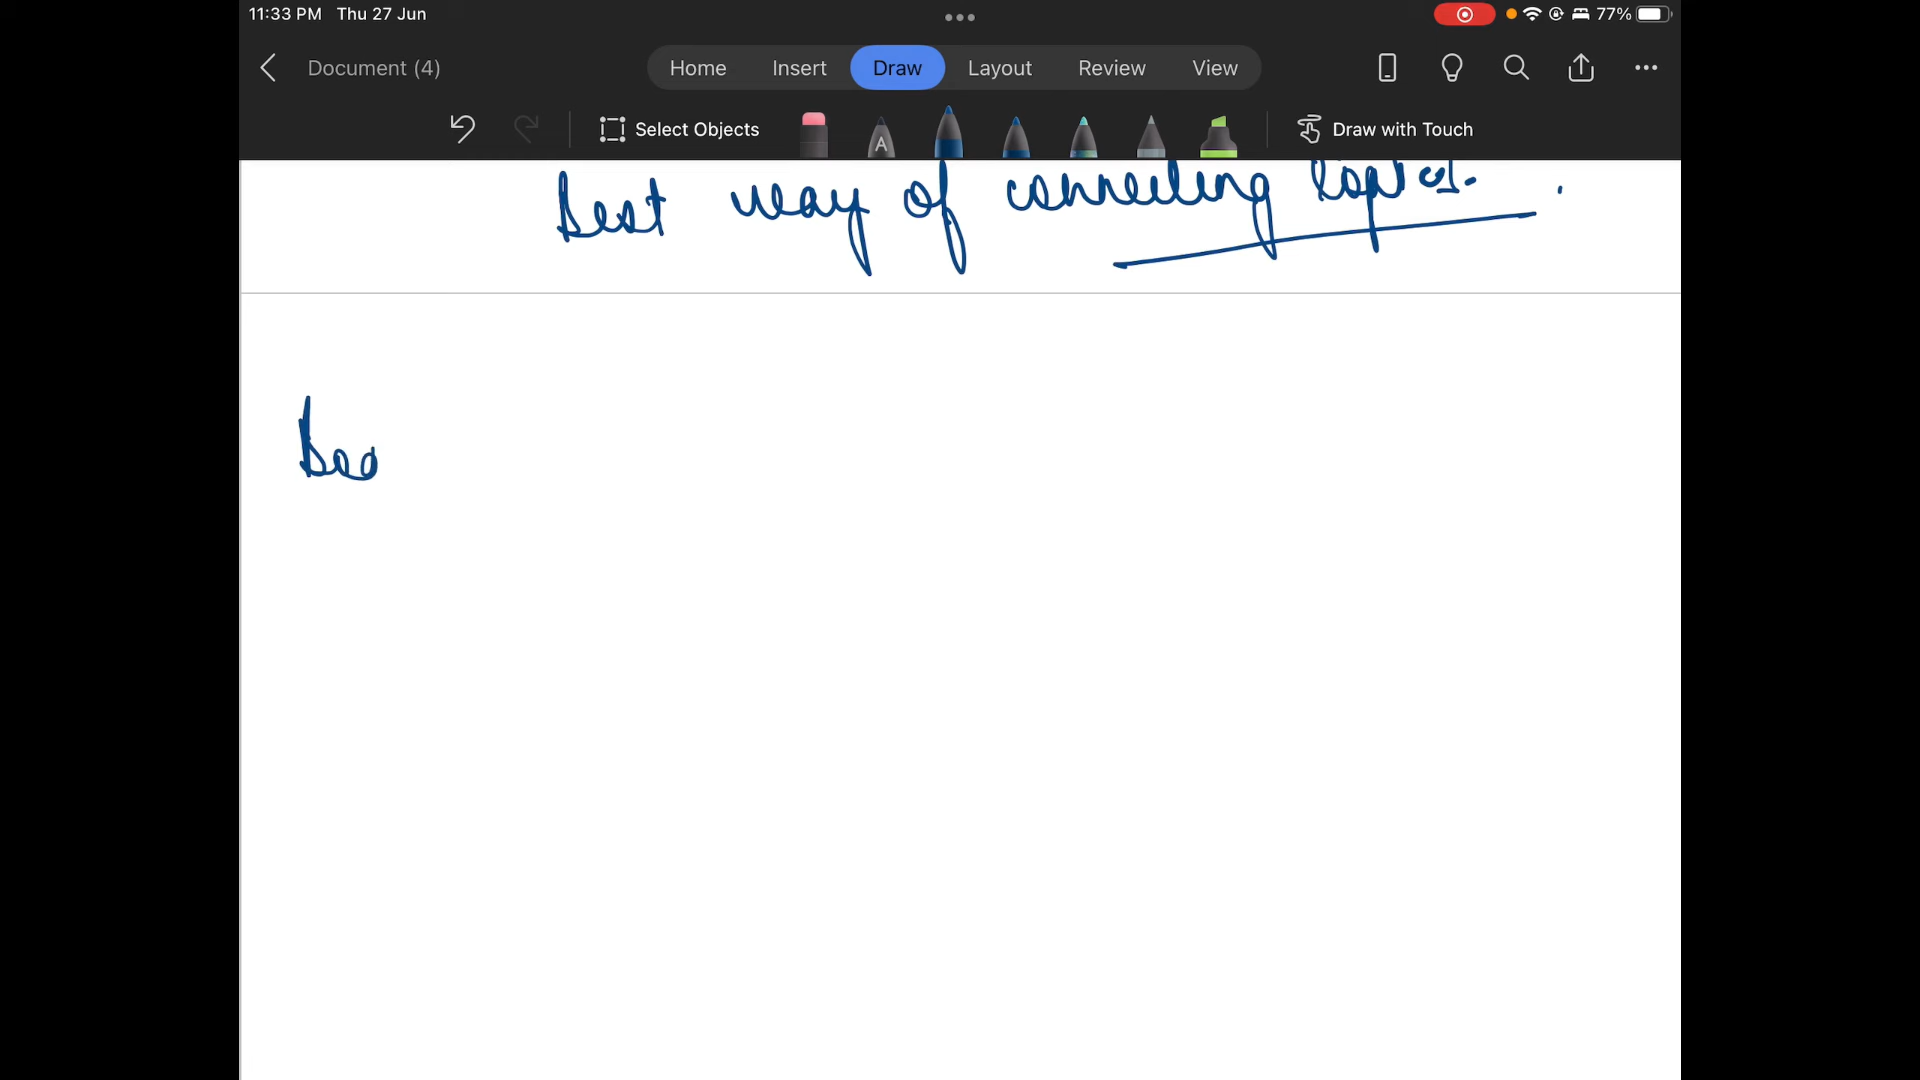 11:33 PM Thu 27 Jun
77%
Document (4)
Home Insert Draw Layout Review View
Select Objects
A
Draw with Touch
best way of connecting
boo